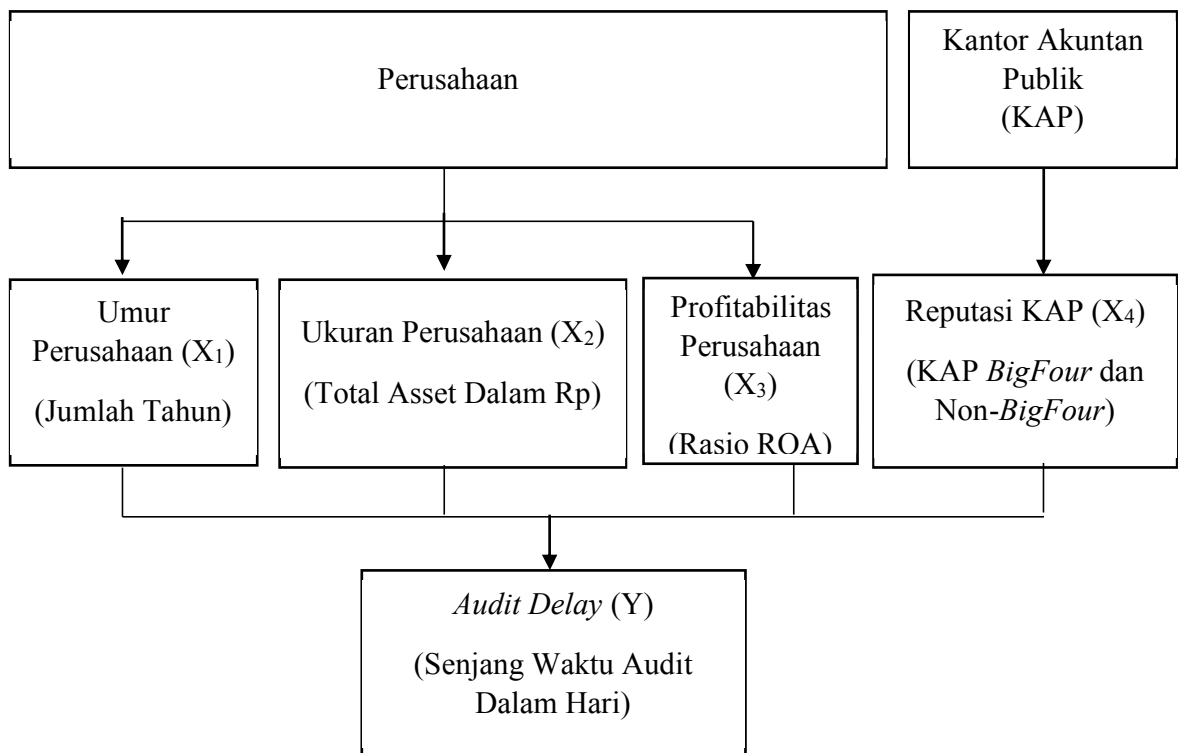 Perusahaan
Kantor Akuntan
Publik
(KAP)
Umur
Perusahaan (X₁)
(Jumlah Tahun)
Ukuran Perusahaan (X₂)
(Total Asset Dalam Rp)
Profitabilitas
Perusahaan
(X₃)
(Rasio ROA)
Reputasi KAP (X₄)
(KAP BigFour dan
Non-BigFour)
Audit Delay (Y)
(Senjang Waktu Audit
Dalam Hari)